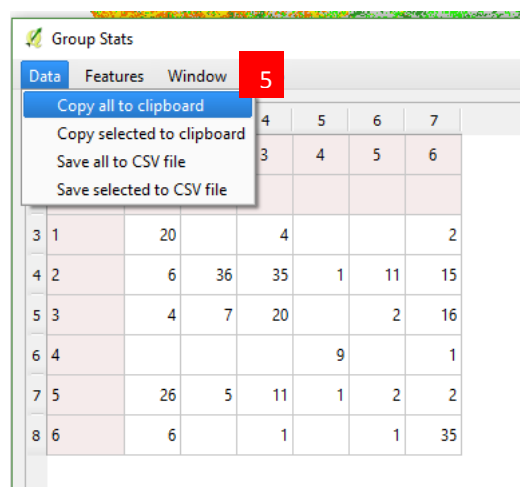 Group Stats
Data Features Window 5
Copy all to clipboard
Copy selected to clipboard
Save all to CSV file
Save selected to CSV file
4 5 6 7
3 4 5 6
3 1 20 4 2
4 2 6 36 35 1 11 15
5 3 4 7 20 2 16
6 4 9 1
7 5 26 5 11 1 2 2
8 6 6 1 1 35